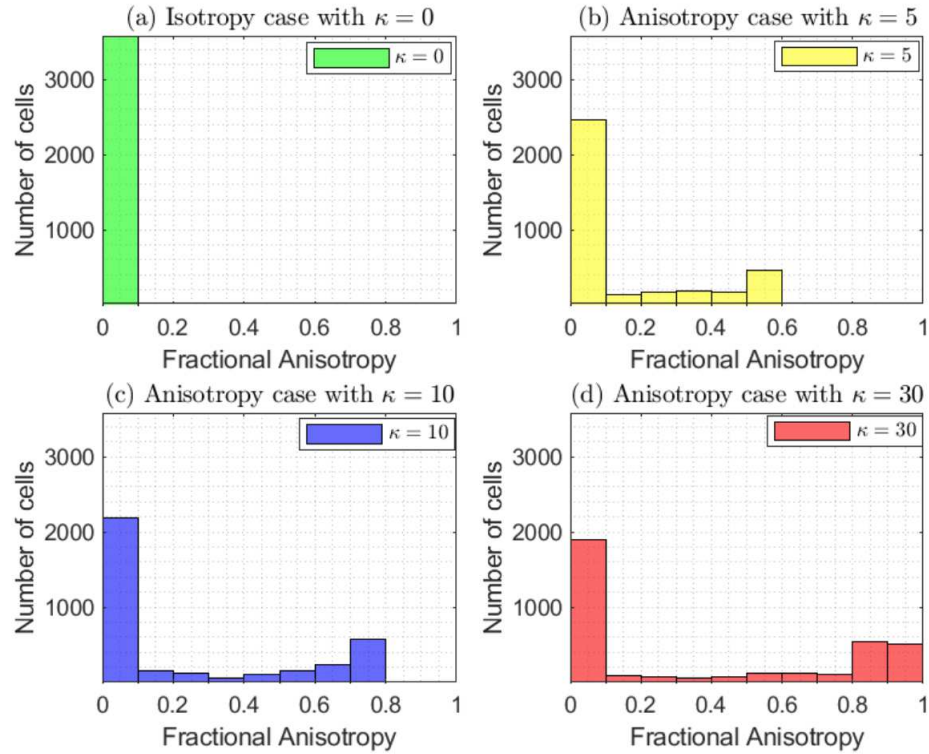 (a) Isotropy case with κ = 0
κ = 0
Number of cells
3000
2000
1000
0 0.2 0.4 0.6 0.8 1
Fractional Anisotropy
(b) Anisotropy case with κ = 5
κ = 5
Number of cells
3000
2000
1000
0 0.2 0.4 0.6 0.8 1
Fractional Anisotropy
(c) Anisotropy case with κ = 10
κ = 10
Number of cells
3000
2000
1000
0 0.2 0.4 0.6 0.8 1
Fractional Anisotropy
(d) Anisotropy case with κ = 30
κ = 30
Number of cells
3000
2000
1000
0 0.2 0.4 0.6 0.8 1
Fractional Anisotropy